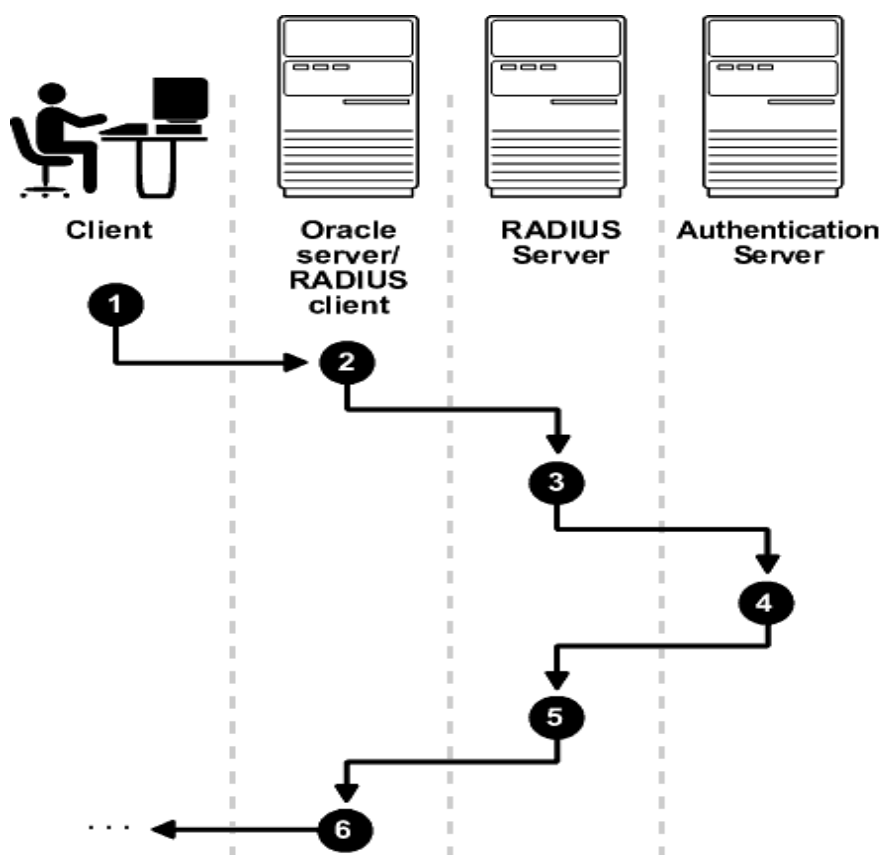 Client
Oracle
server/
RADIUS
client
RADIUS
Server
Authentication
Server
1
2
3
4
5
6
. . .